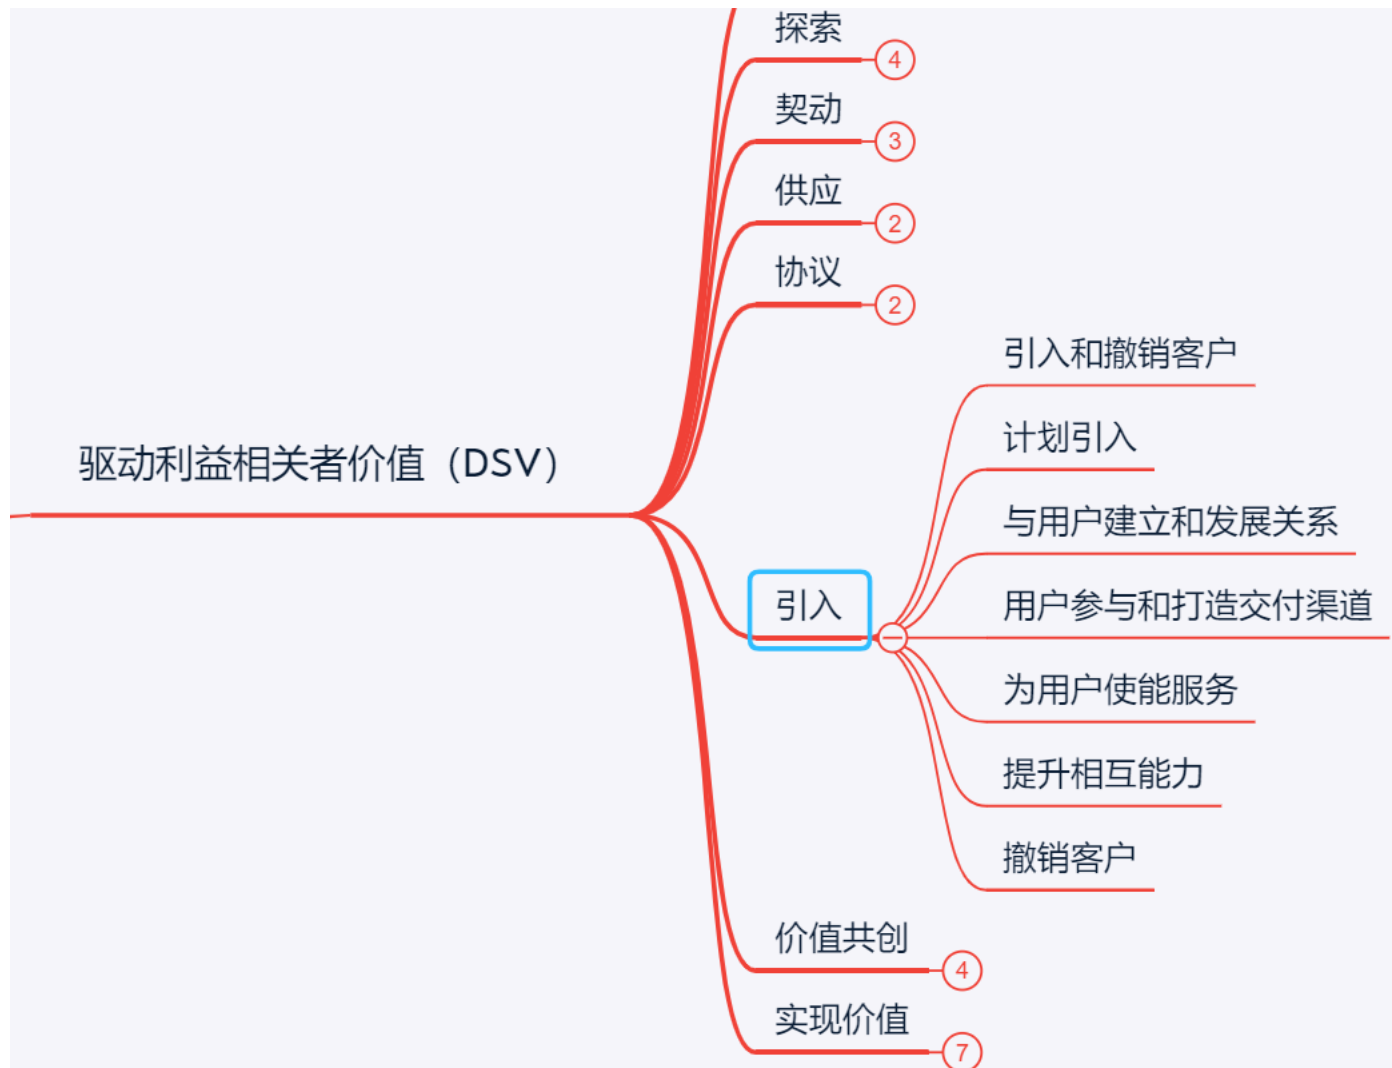 探索
4
契动
3
供应
2
协议
2
驱动利益相关者价值（DSV）
引入
引入和撤销客户
计划引入
与用户建立和发展关系
用户参与和打造交付渠道
为用户使能服务
提升相互能力
撤销客户
价值共创
4
实现价值
7